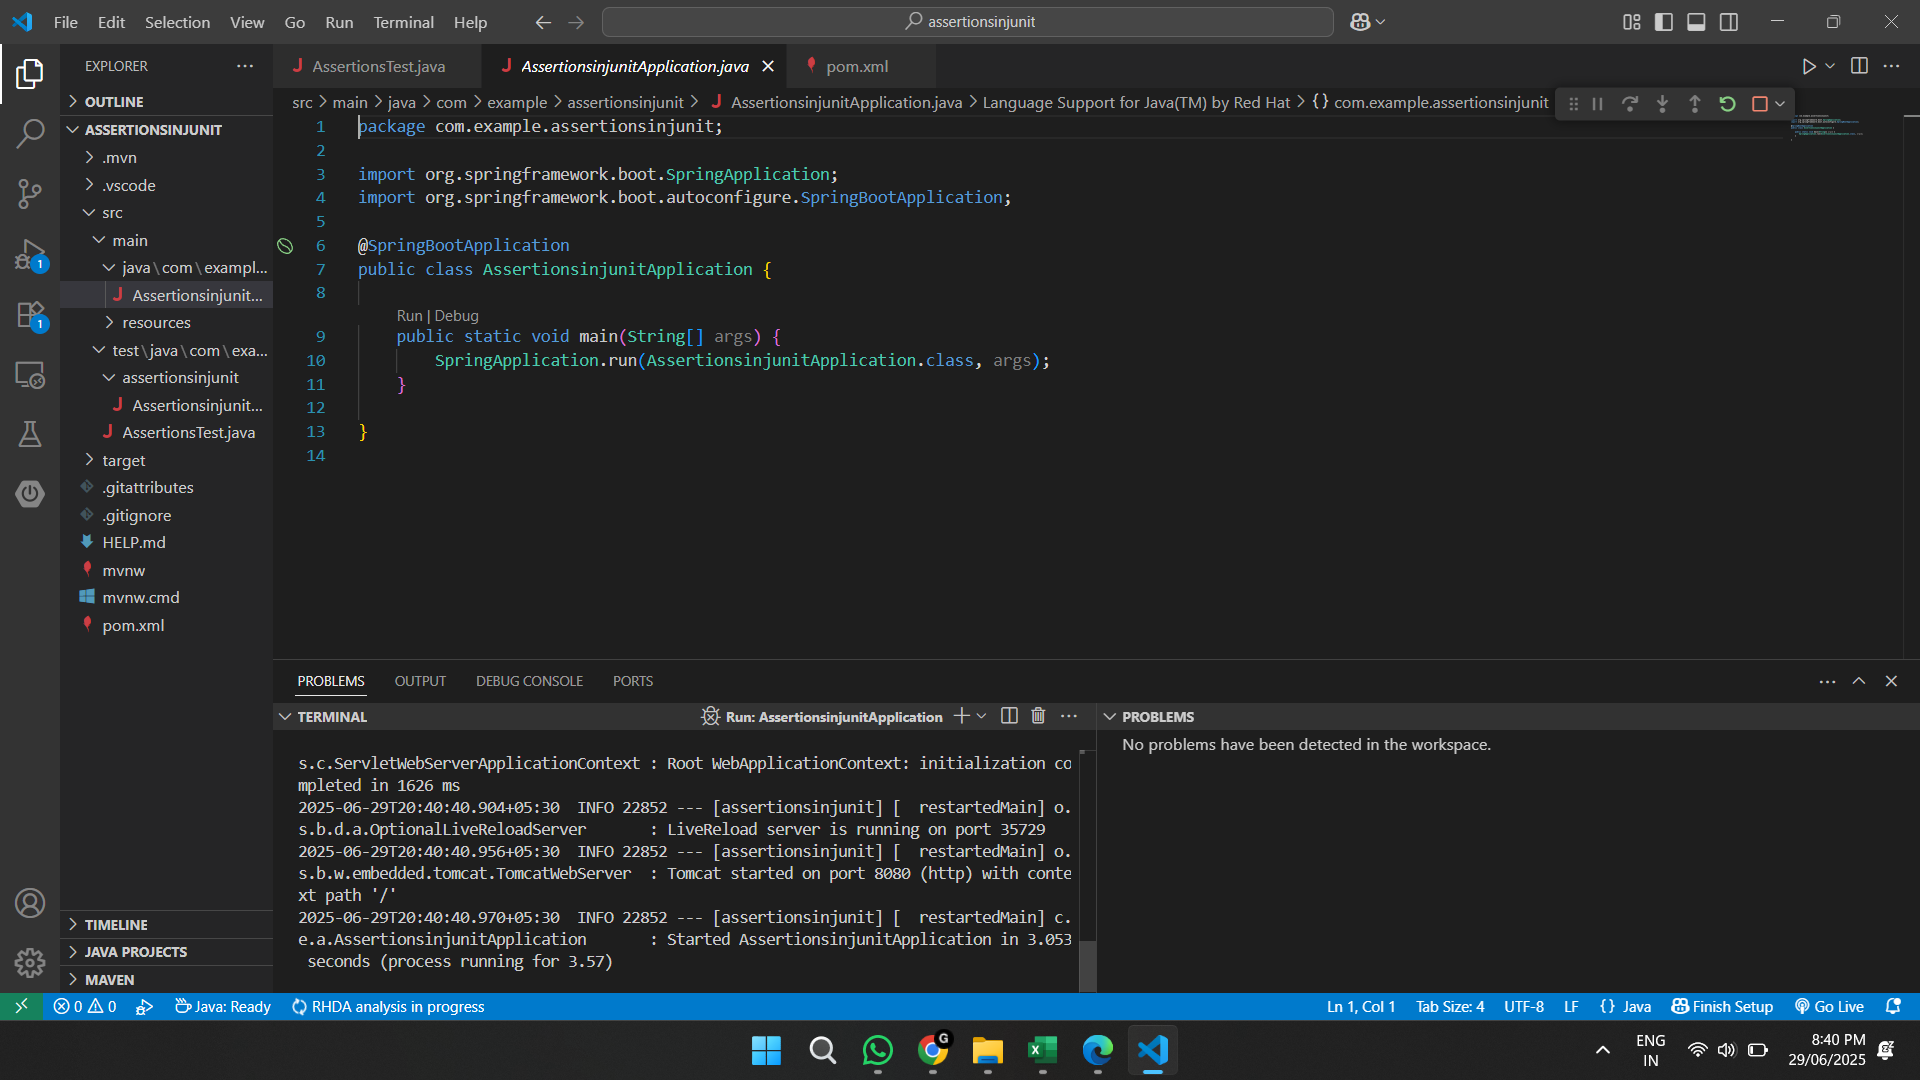 File Edit Selection View Go Run Terminal Help
assertionsinjunit
EXPLORER
OUTLINE
ASSERTIONSINJUNIT
.mvn
.vscode
src
main
java\com\exampl...
Assertionsinjunit...
resources
test\java\com\exa...
assertionsinjunit
Assertionsinjunit...
AssertionsTest.java
target
.gitattributes
.gitignore
HELP.md
mvnw
mvnw.cmd
pom.xml
TIMELINE
JAVA PROJECTS
MAVEN
1
1
AssertionsTest.java AssertionsinjunitApplication.java pom.xml
src > main > java > com > example > assertionsinjunit > AssertionsinjunitApplication.java > Language Support for Java(TM) by Red Hat > {} com.example.assertionsinjunit
1 package com.example.assertionsinjunit;
2
3 import org.springframework.boot.SpringApplication;
4 import org.springframework.boot.autoconfigure.SpringBootApplication;
5
6 @SpringBootApplication
7 public class AssertionsinjunitApplication {
8
Run | Debug
9 public static void main(String[] args) {
10 SpringApplication.run(AssertionsinjunitApplication.class, args);
11 }
12
13 }
14
PROBLEMS OUTPUT DEBUG CONSOLE PORTS
TERMINAL
Run: AssertionsinjunitApplication
s.c.ServletWebServerApplicationContext : Root WebApplicationContext: initialization co
mpleted in 1626 ms
2025-06-29T20:40:40.904+05:30  INFO 22852 --- [assertionsinjunit] [  restartedMain] o.
s.b.d.a.OptionalLiveReloadServer       : LiveReload server is running on port 35729
2025-06-29T20:40:40.956+05:30  INFO 22852 --- [assertionsinjunit] [  restartedMain] o.
s.b.w.embedded.tomcat.TomcatWebServer  : Tomcat started on port 8080 (http) with conte
xt path '/'
2025-06-29T20:40:40.970+05:30  INFO 22852 --- [assertionsinjunit] [  restartedMain] c.
e.a.AssertionsinjunitApplication       : Started AssertionsinjunitApplication in 3.053
seconds (process running for 3.57)
PROBLEMS
No problems have been detected in the workspace.
0 0 Java: Ready RHDA analysis in progress Ln 1, Col 1 Tab Size: 4 UTF-8 LF {} Java Finish Setup Go Live
G
ENG
IN
8:40 PM
29/06/2025